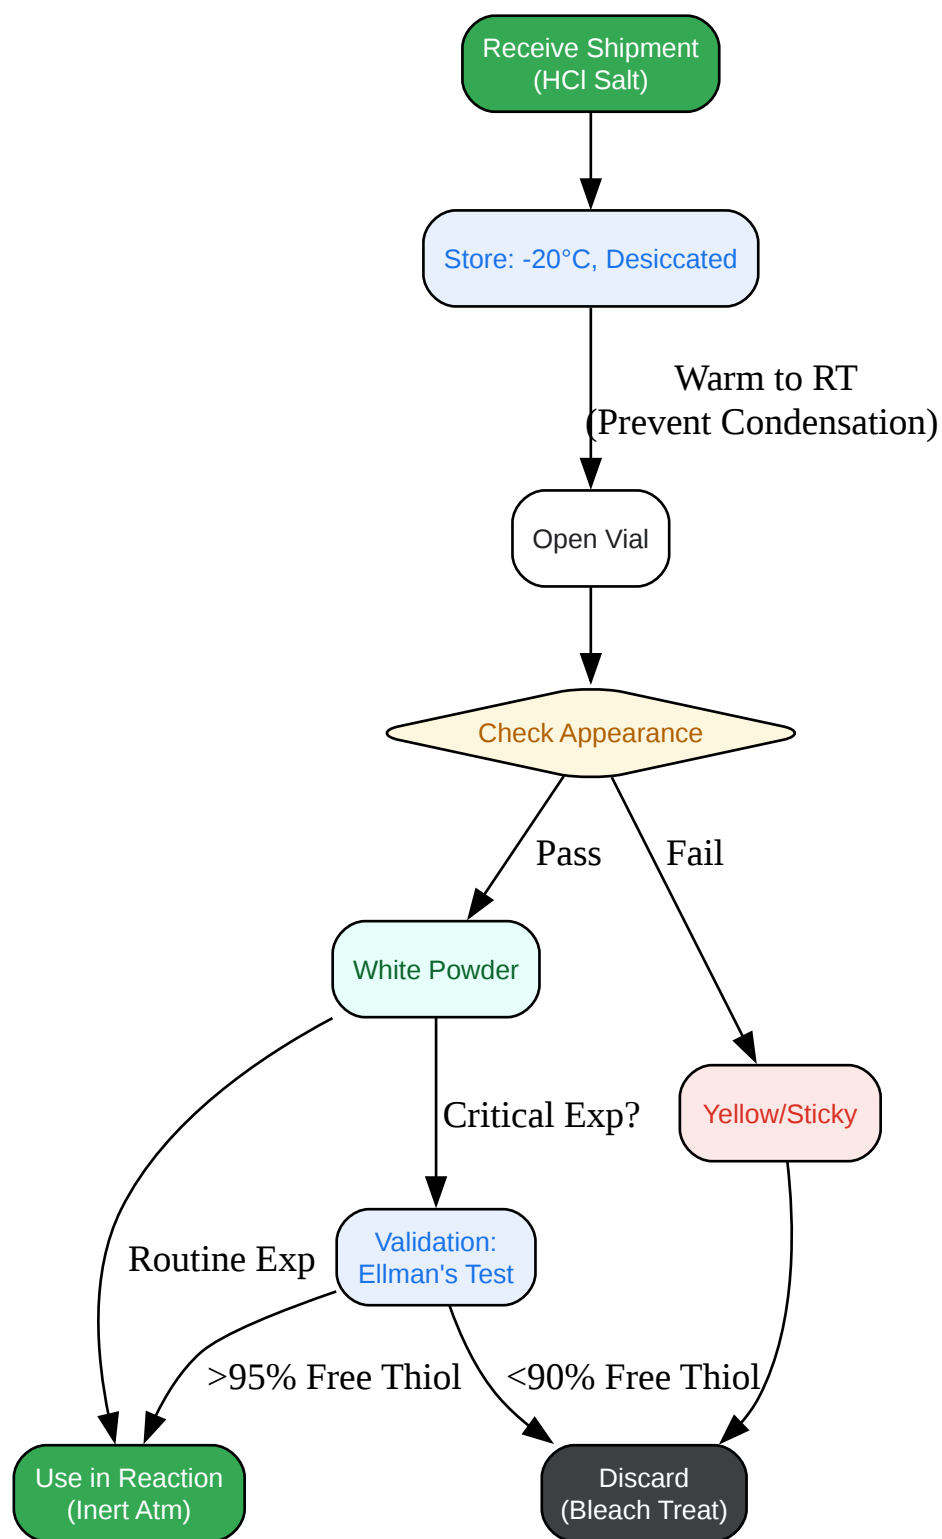 Receive Shipment
(HCl Salt)
Store: -20°C, Desiccated
Warm to RT
(Prevent Condensation)
Open Vial
Check Appearance
Pass
Fail
White Powder
Critical Exp?
Yellow/Sticky
Routine Exp
Validation:
Ellman's Test
>95% Free Thiol
<90% Free Thiol
Use in Reaction
(Inert Atm)
Discard
(Bleach Treat)